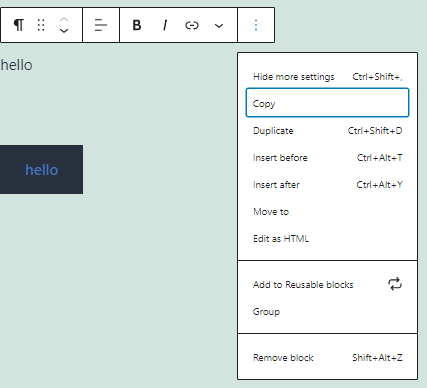 B I
hello
hello
Hide more settings Ctrl+Shift+,
Copy
Duplicate Ctrl+Shift+D
Insert before Ctrl+Alt+T
Insert after Ctrl+Alt+Y
Move to
Edit as HTML
Add to Reusable blocks
Group
Remove block Shift+Alt+Z